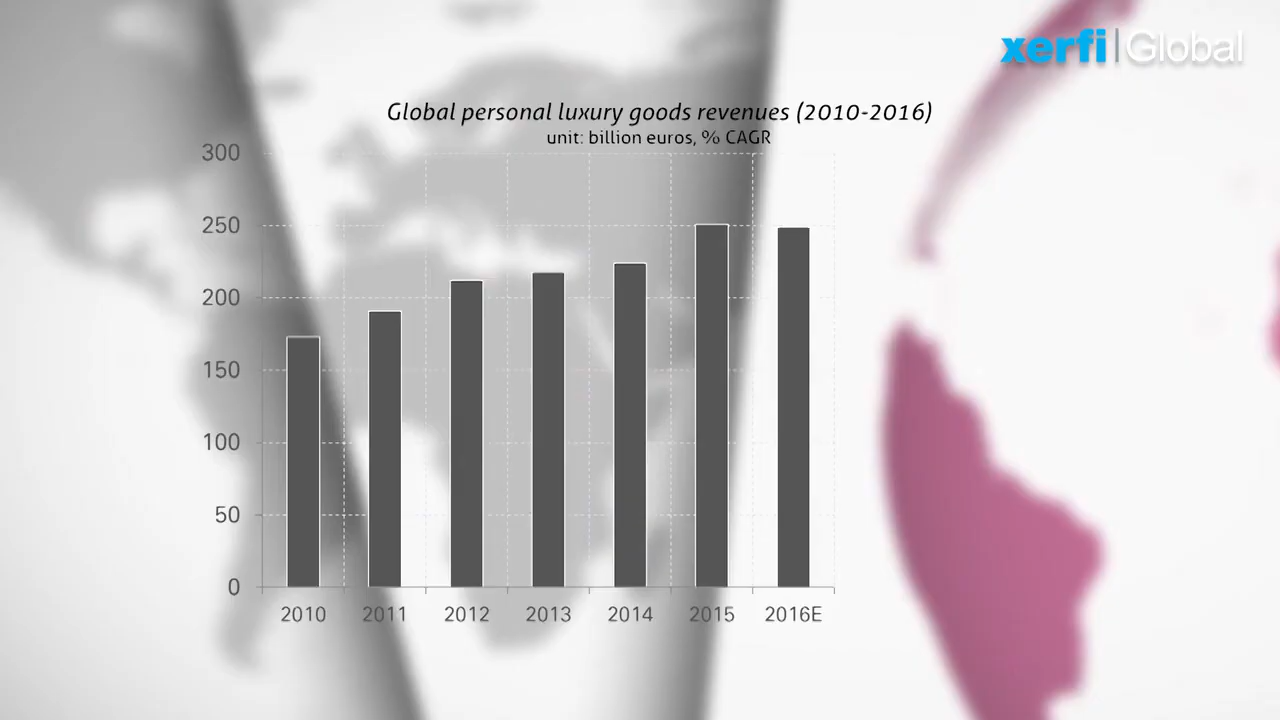 xerfi Global
Global personal luxury goods revenues (2010-2016)
unit: billion euros, % CAGR
300
250
200
150
100
50
0
2010 2011 2012 2013 2014 2015 2016E